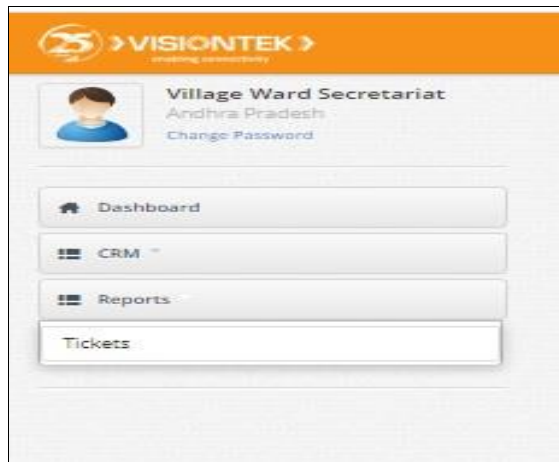 25 VISIONTEK
enabling connectivity
Village Ward Secretariat
Andhra Pradesh
Change Password
Dashboard
CRM
Reports
Tickets